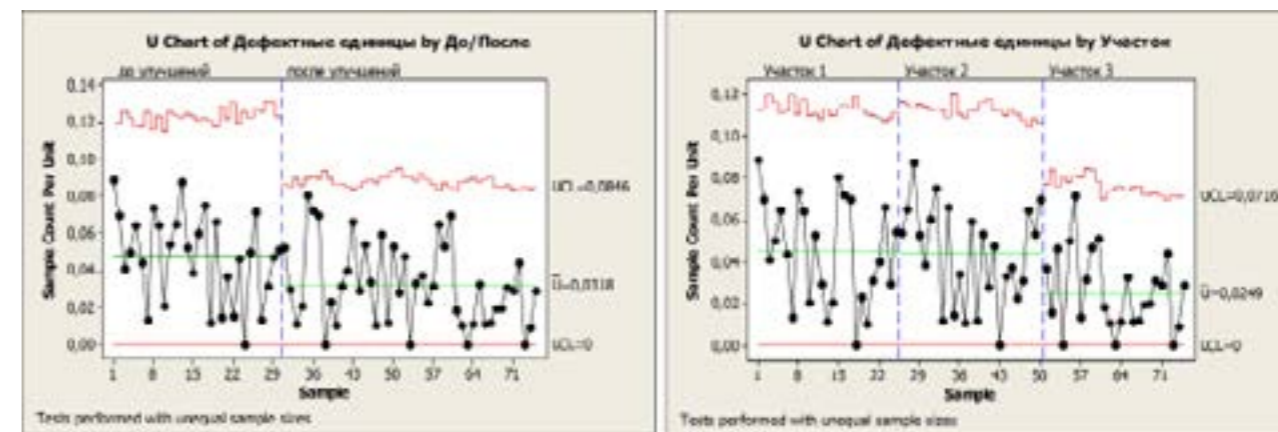 U Chart of Дефектные единицы by До/После
до улучшений после улучшений
0,14
0,12
0,10
0,08
0,06
0,04
0,02
0,00
Sample Count Per Unit
UCL=0,0846
Ū=0,0318
LCL=0
1 8 15 22 29 36 43 50 57 64 71
Sample
Tests performed with unequal sample sizes
U Chart of Дефектные единицы by Участок
Участок 1 Участок 2 Участок 3
0,12
0,10
0,08
0,06
0,04
0,02
0,00
Sample Count Per Unit
UCL=0,0716
Ū=0,0249
LCL=0
1 8 15 22 29 36 43 50 57 64 71
Sample
Tests performed with unequal sample sizes